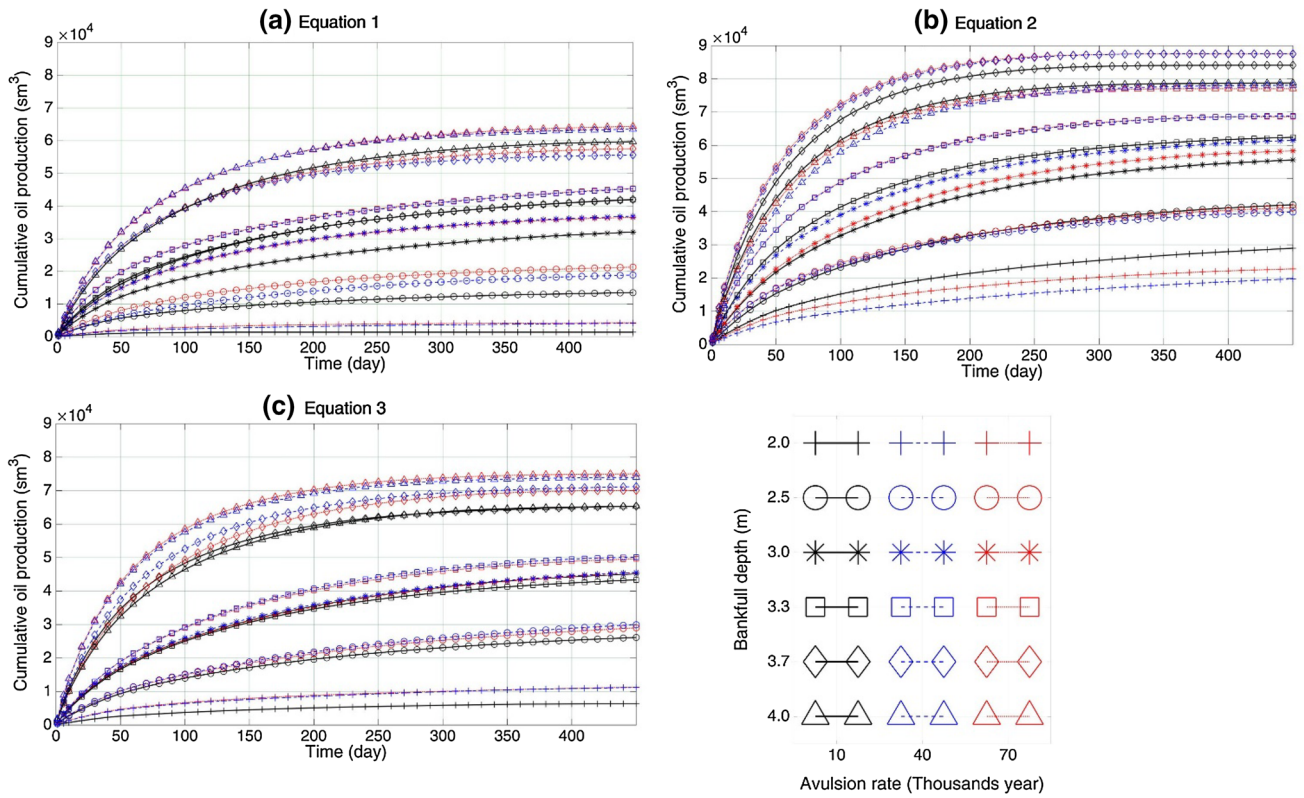 (a) Equation 1
×10⁴
Cumulative oil production (sm³)
9
8
7
6
5
4
3
2
1
0
0 50 100 150 200 250 300 350 400
Time (day)
(b) Equation 2
×10⁴
Cumulative oil production (sm³)
9
8
7
6
5
4
3
2
1
0
0 50 100 150 200 250 300 350 400
Time (day)
(c) Equation 3
×10⁴
Cumulative oil production (sm³)
9
8
7
6
5
4
3
2
1
0
0 50 100 150 200 250 300 350 400
Time (day)
Bankfull depth (m)
2.0
2.5
3.0
3.3
3.7
4.0
10 40 70
Avulsion rate (Thousands year)